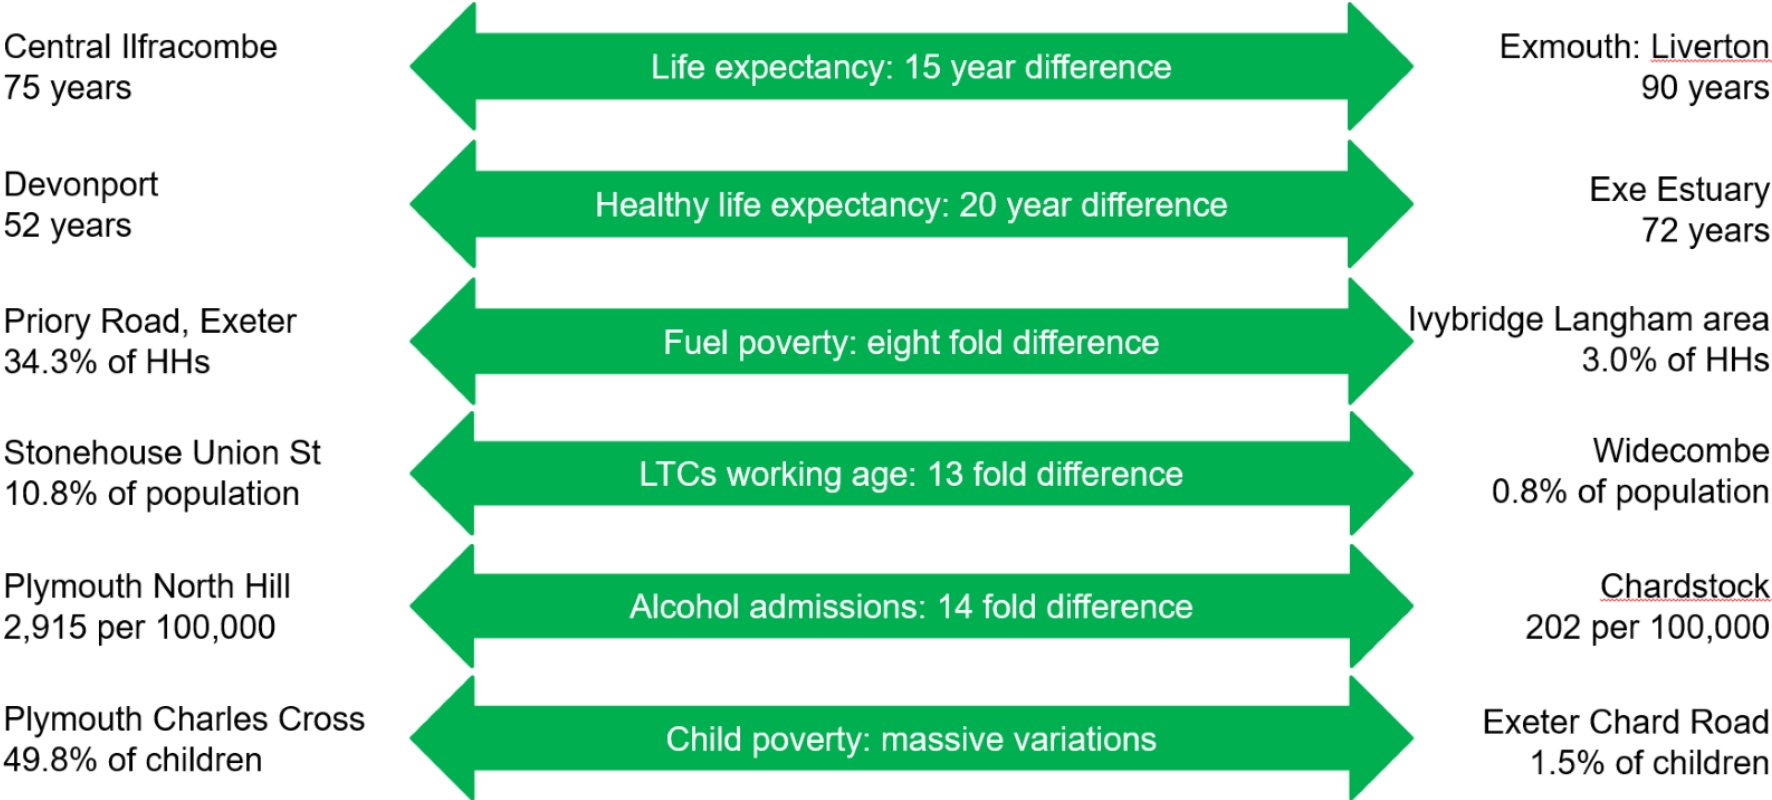 Central Ilfracombe
75 years
Life expectancy: 15 year difference
Exmouth: Liverton
90 years
Devonport
52 years
Healthy life expectancy: 20 year difference
Exe Estuary
72 years
Priory Road, Exeter
34.3% of HHs
Fuel poverty: eight fold difference
Ivybridge Langham area
3.0% of HHs
Stonehouse Union St
10.8% of population
LTCs working age: 13 fold difference
Widecombe
0.8% of population
Plymouth North Hill
2,915 per 100,000
Alcohol admissions: 14 fold difference
Chardstock
202 per 100,000
Plymouth Charles Cross
49.8% of children
Child poverty: massive variations
Exeter Chard Road
1.5% of children